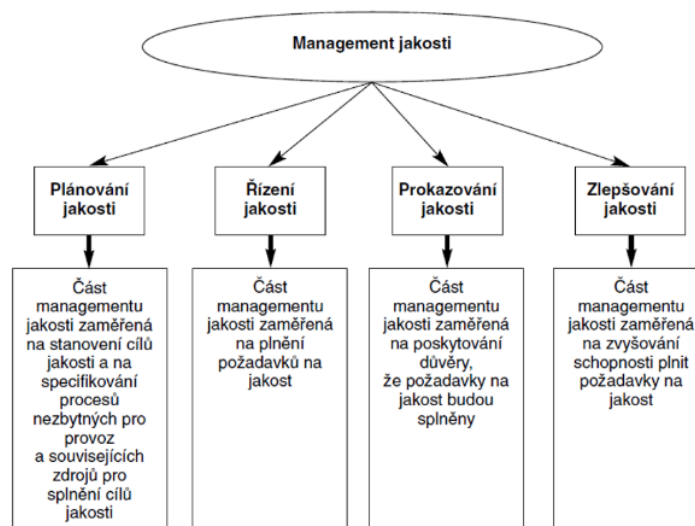 Management jakosti
Plánování
jakosti
Řízení
jakosti
Prokazování
jakosti
Zlepšování
jakosti
Část
managementu
jakosti zaměřená
na stanovení cílů
jakosti a na
specifikování
procesů
nezbytných pro
provoz
a souvisejících
zdrojů pro
splnění cílů
jakosti
Část
managementu
jakosti zaměřená
na plnění
požadavků na
jakost
Část
managementu
jakosti zaměřená
na poskytování
důvěry,
že požadavky na
jakost budou
splněny
Část
managementu
jakosti zaměřená
na zvyšování
schopnosti plnit
požadavky na
jakost